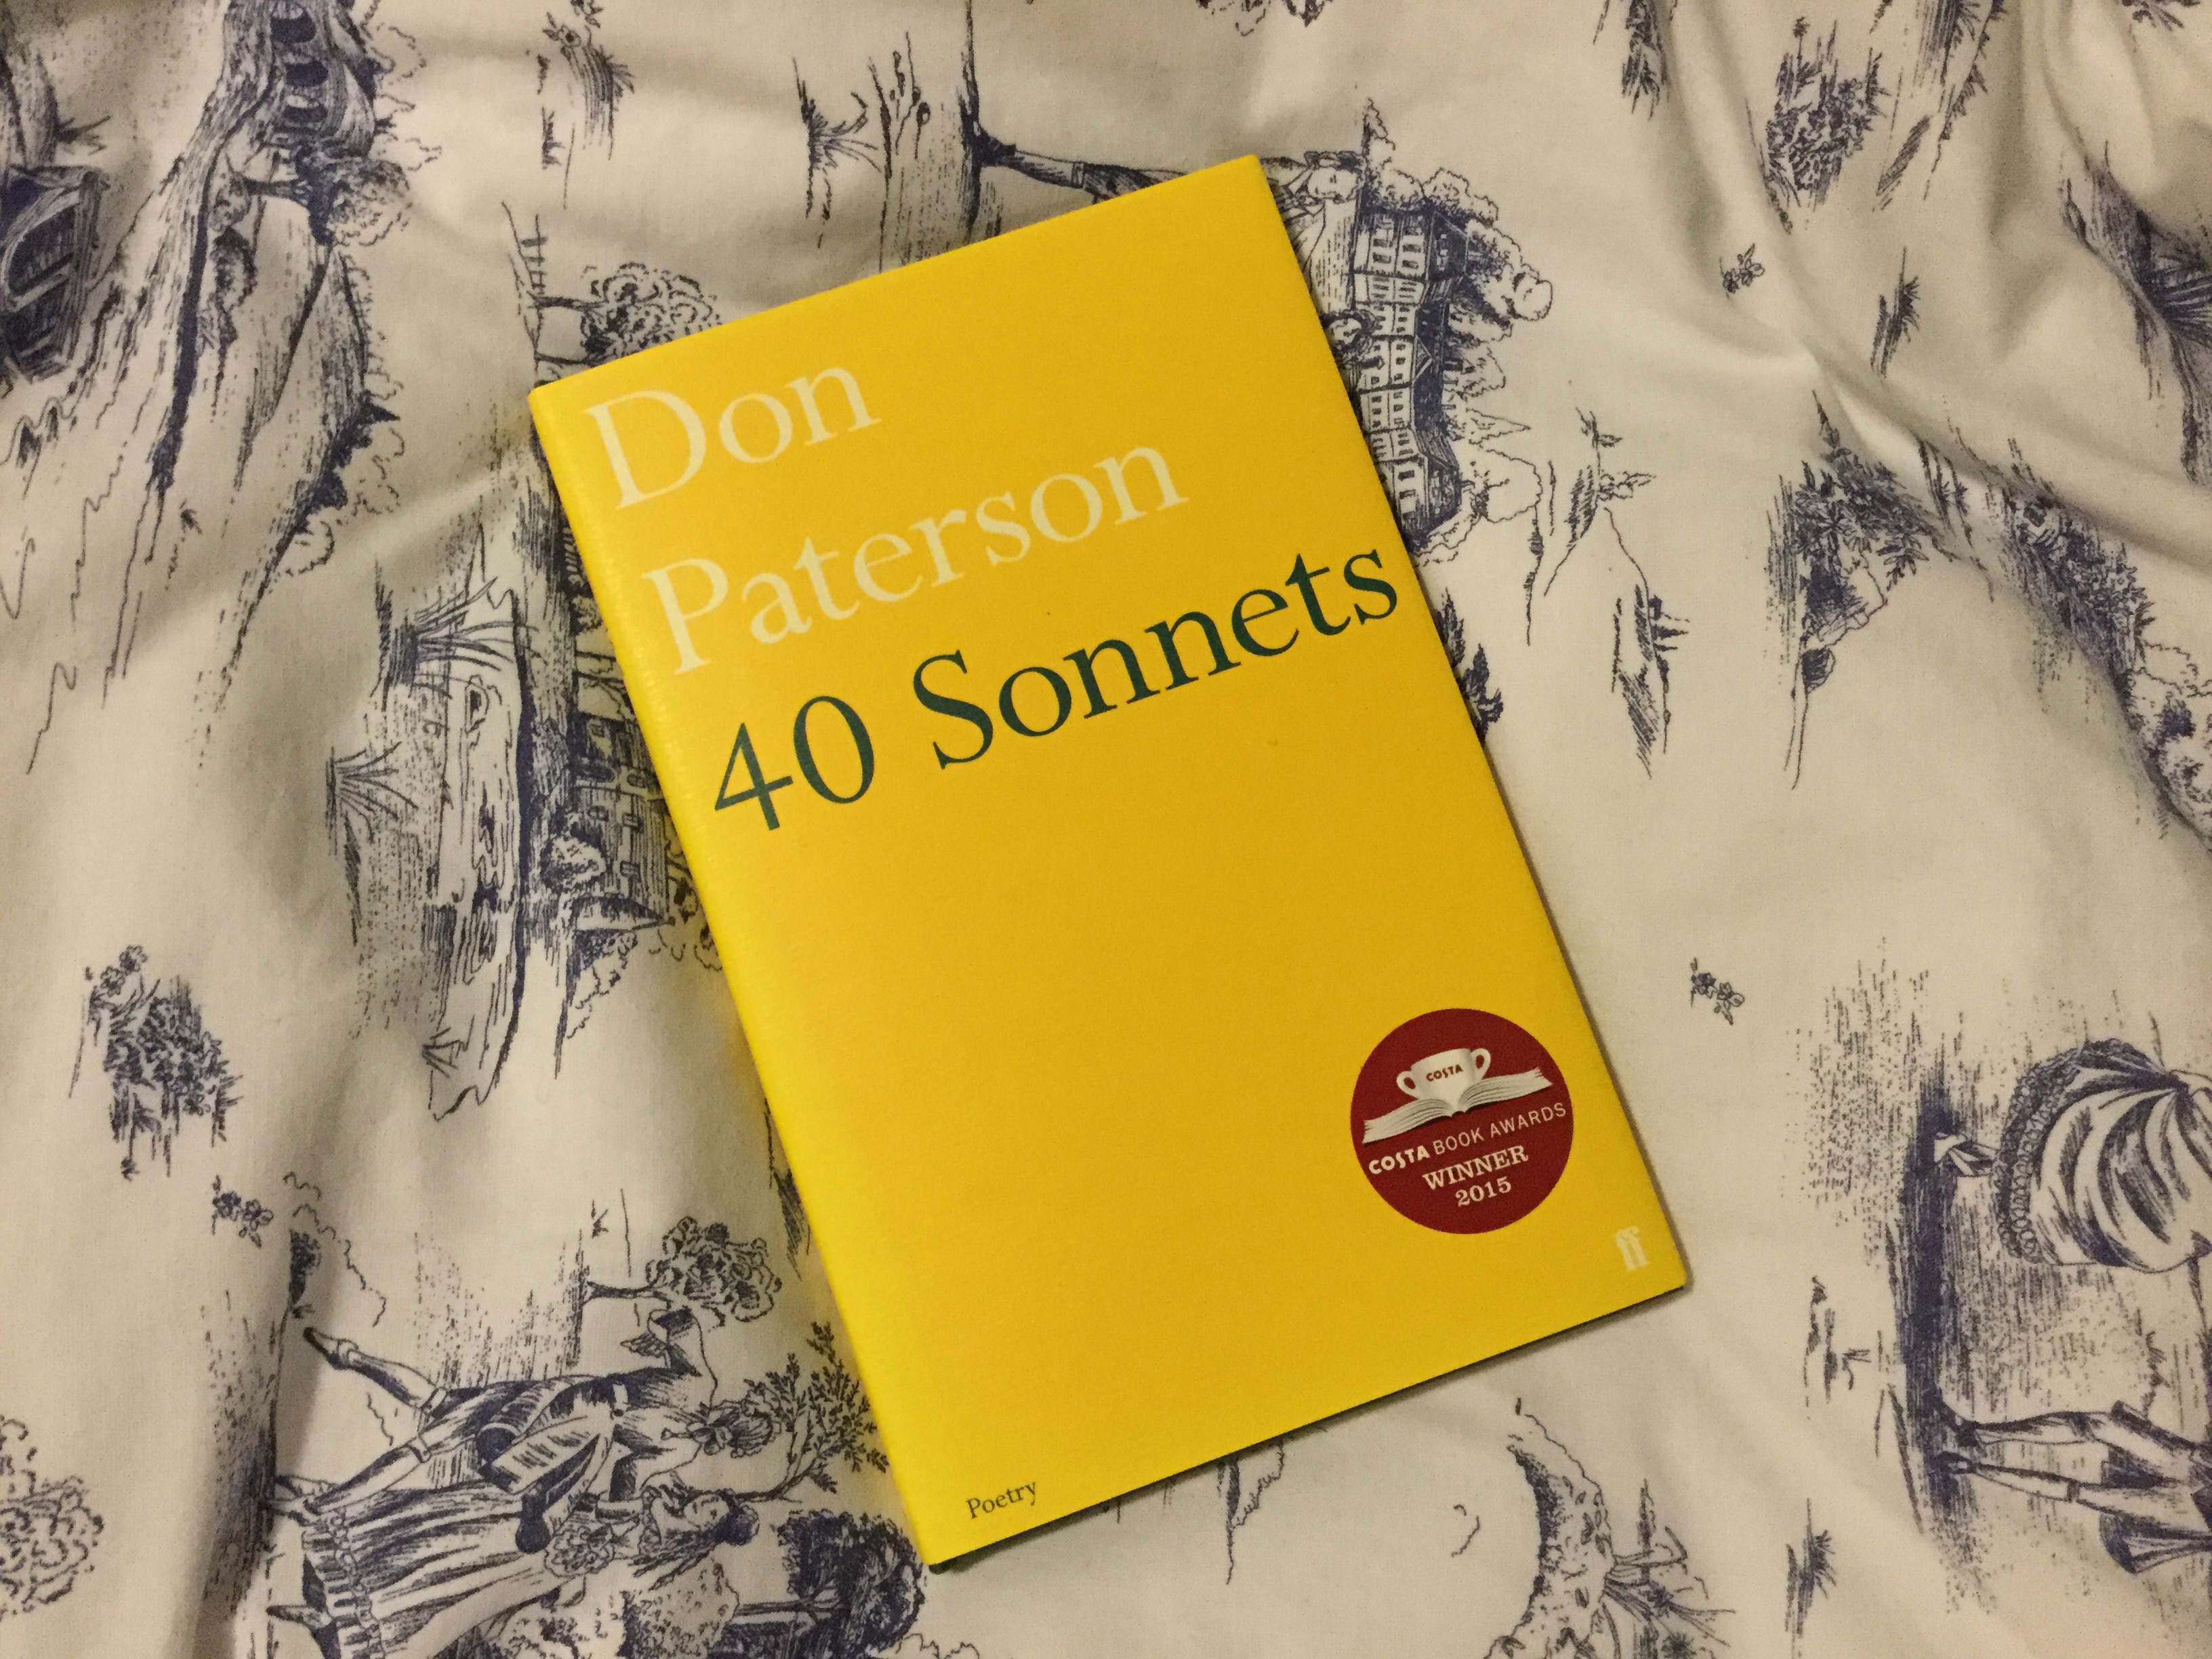 Don
Paterson
40 Sonnets
COSTA
COSTA BOOK AWARDS
WINNER
2015
ff
Poetry